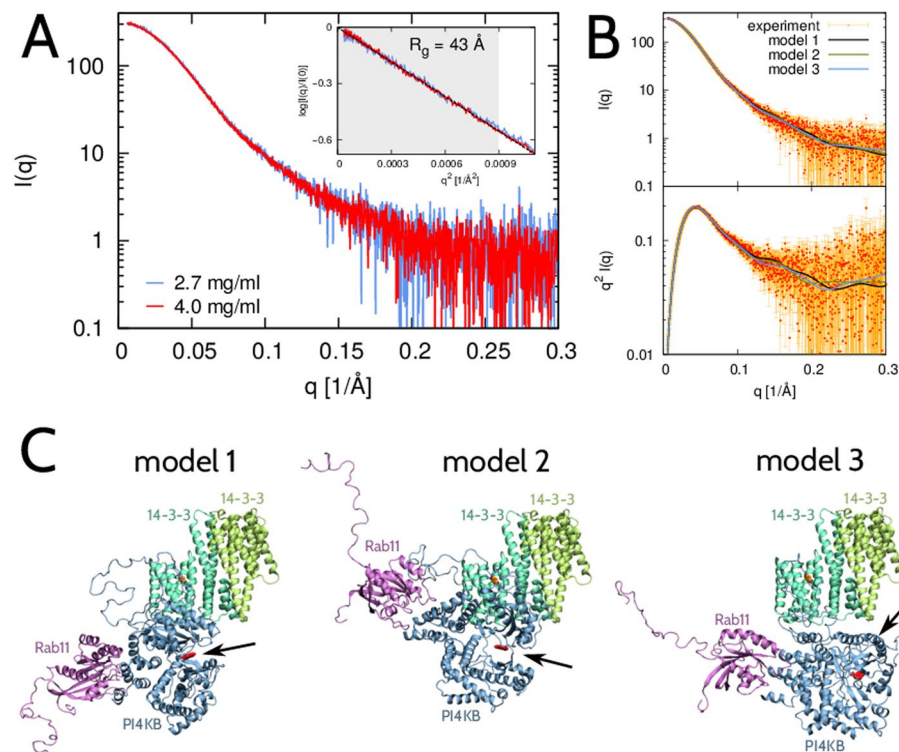 A
I(q)
100
10
1
0.1
0
0.05
0.1
0.15
0.2
0.25
0.3
q [1/Å]
2.7 mg/ml
4.0 mg/ml
Rg = 43 Å
log[I(q)/I(0)]
0
−0.3
−0.6
0
0.0003
0.0006
0.0009
q² [1/Å²]
B
experiment
model 1
model 2
model 3
I(q)
100
10
1
0.1
q² I(q)
0.1
0.01
0
0.1
0.2
0.3
q [1/Å]
C
model 1
14-3-3
14-3-3
Rab11
PI4KB
model 2
14-3-3
14-3-3
Rab11
PI4KB
model 3
14-3-3
14-3-3
Rab11
PI4KB